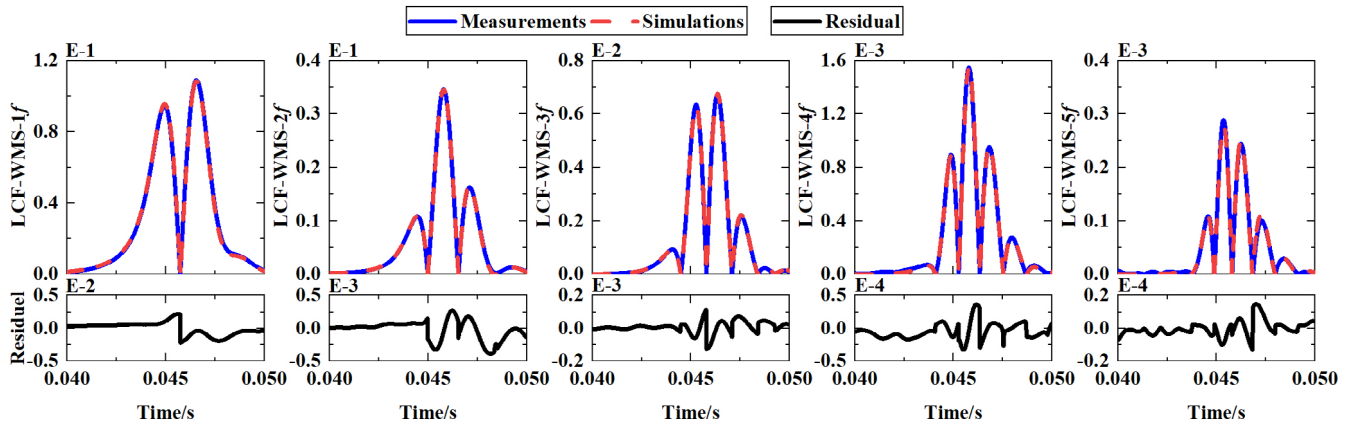 Measurements Simulations Residual
E-1 E-1 E-2 E-3 E-3
LCF-WMS-1f LCF-WMS-2f LCF-WMS-3f LCF-WMS-4f LCF-WMS-5f
1.2 0.4 0.8 1.6 0.4
0.9 0.3 0.6 1.2 0.3
0.6 0.2 0.4 0.8 0.2
0.3 0.1 0.2 0.4 0.1
0.0 0.0 0.0 0.0 0.0
E-2 E-3 E-3 E-4 E-4
Residuel
0.5 0.5 0.2 0.5 0.2
0.0 0.0 0.0 0.0 0.0
-0.5 -0.5 -0.2 -0.5 -0.2
0.040 0.045 0.050 0.040 0.045 0.050 0.040 0.045 0.050 0.040 0.045 0.050 0.040 0.045 0.050
Time/s Time/s Time/s Time/s Time/s